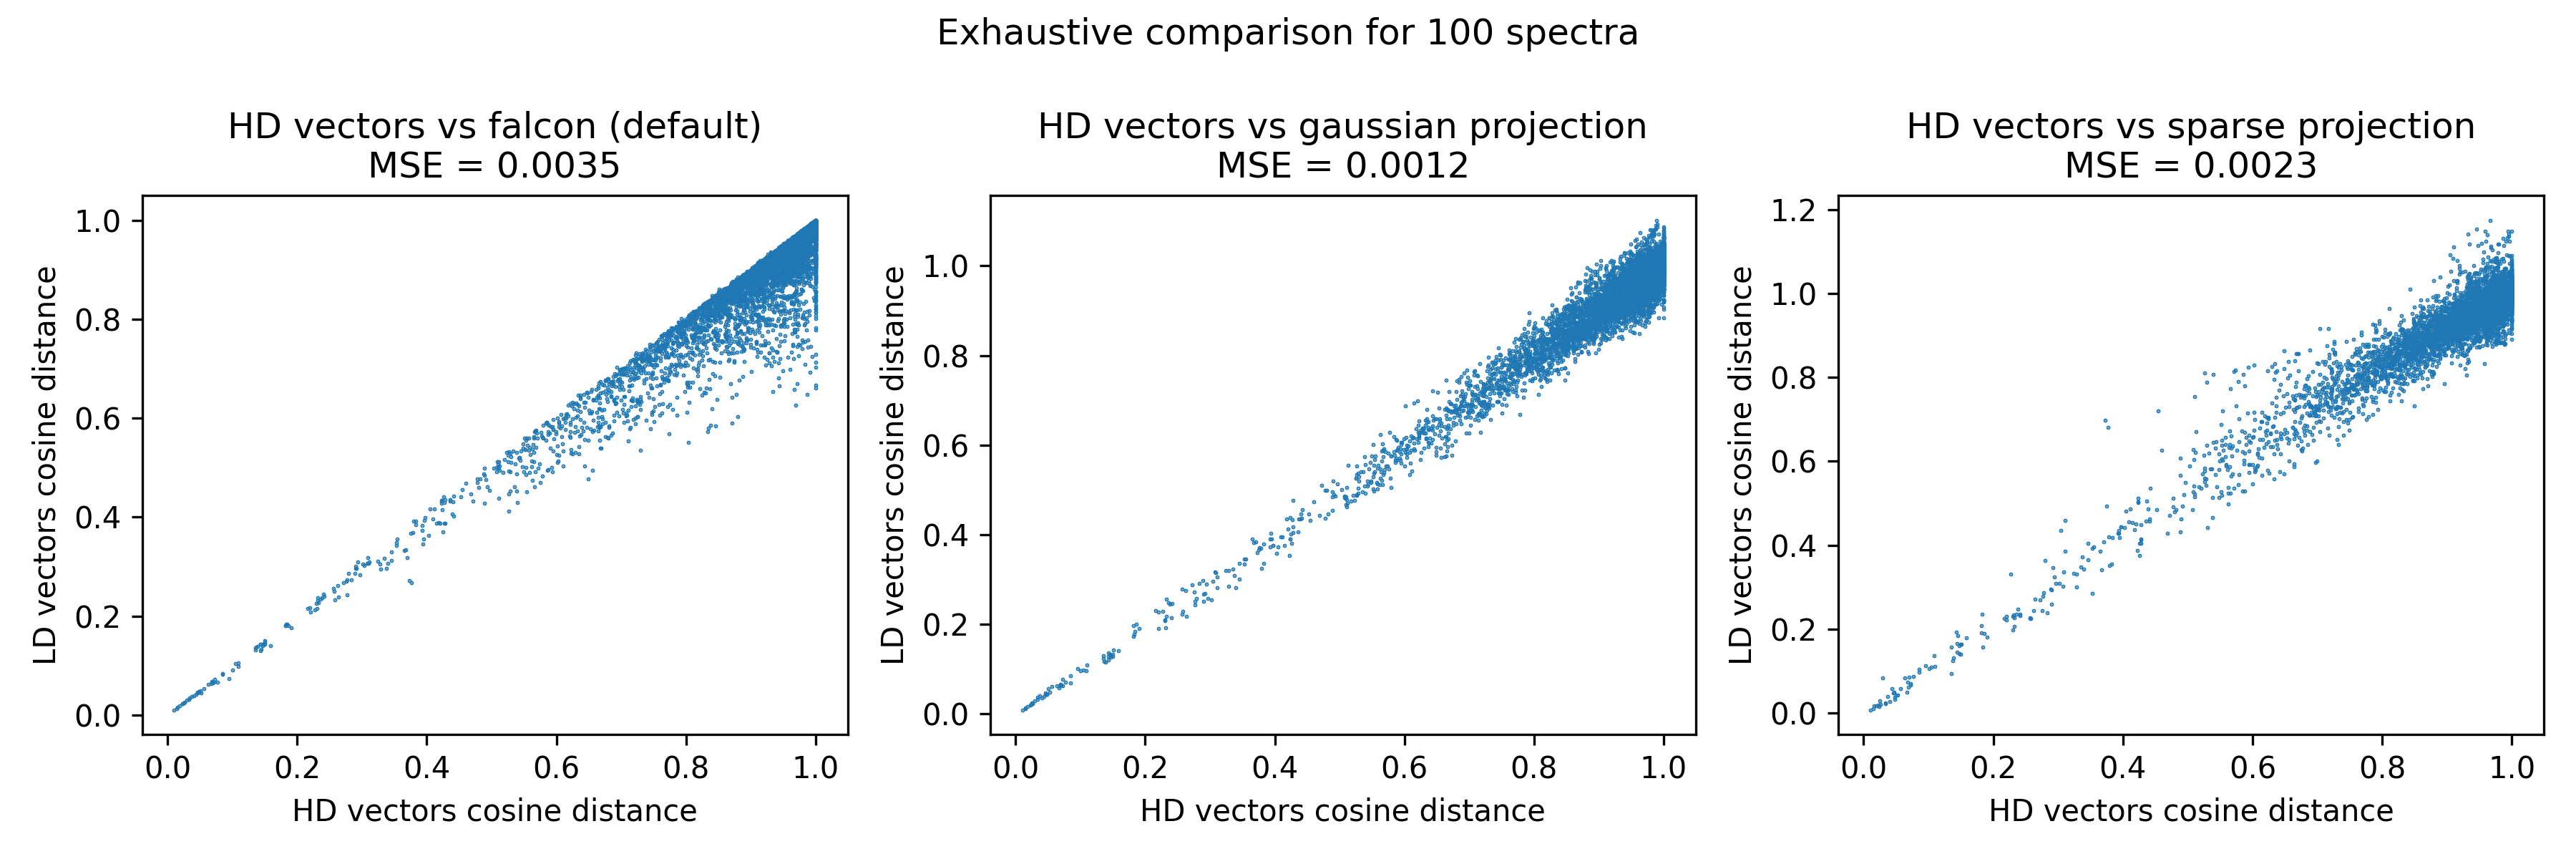 Exhaustive comparison for 100 spectra
HD vectors vs falcon (default)
MSE = 0.0035
1.0
0.8
0.6
0.4
0.2
0.0
LD vectors cosine distance
0.0 0.2 0.4 0.6 0.8 1.0
HD vectors cosine distance
HD vectors vs gaussian projection
MSE = 0.0012
1.0
0.8
0.6
0.4
0.2
0.0
LD vectors cosine distance
0.0 0.2 0.4 0.6 0.8 1.0
HD vectors cosine distance
HD vectors vs sparse projection
MSE = 0.0023
1.2
1.0
0.8
0.6
0.4
0.2
0.0
LD vectors cosine distance
0.0 0.2 0.4 0.6 0.8 1.0
HD vectors cosine distance